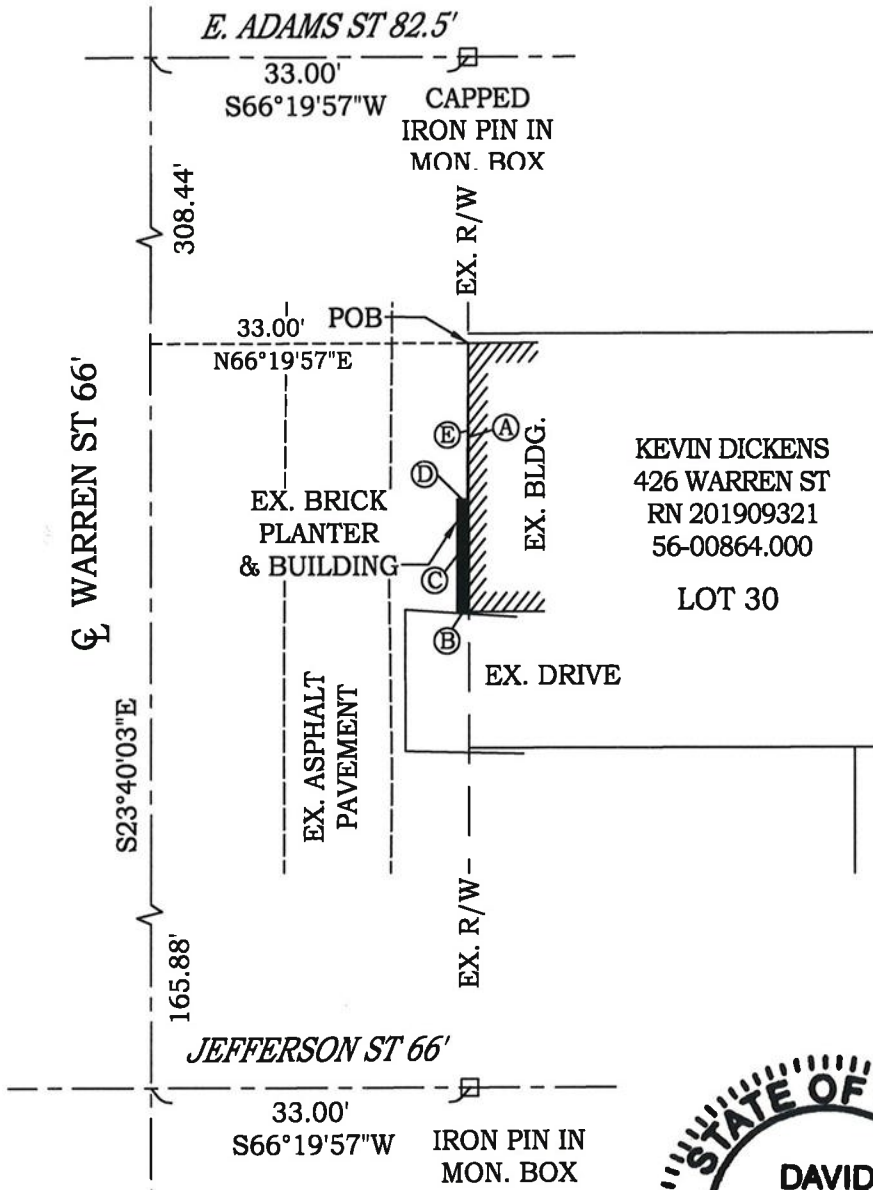 E. ADAMS ST 82.5'
33.00'
S66°19'57"W
CAPPED
IRON PIN IN
MON. BOX
308.44'
EX. R/W
33.00'
POB
N66°19'57"E
℄ WARREN ST 66'
E
A
D
EX. BLDG.
KEVIN DICKENS
426 WARREN ST
RN 201909321
56-00864.000
LOT 30
EX. BRICK
PLANTER
& BUILDING
C
B
EX. DRIVE
EX. ASPHALT
PAVEMENT
S23°40'03"E
EX. R/W
165.88'
JEFFERSON ST 66'
33.00'
S66°19'57"W
IRON PIN IN
MON. BOX
STATE OF
DAVID